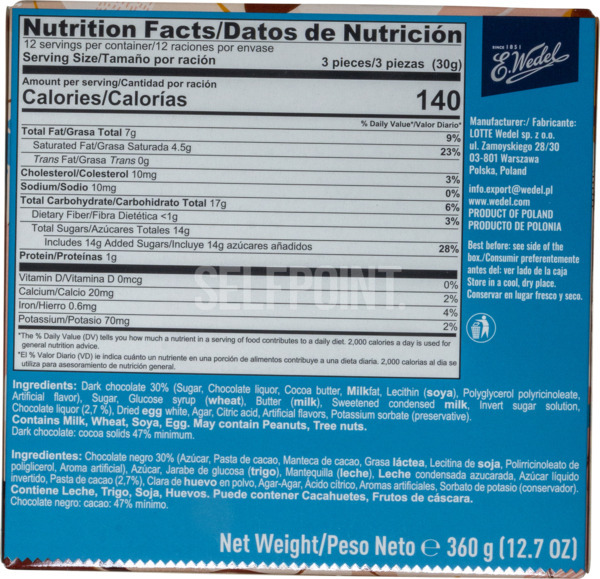 Nutrition Facts/Datos de Nutrición
12 servings per container/12 raciones por envase
Serving Size/Tamaño por ración 3 pieces/3 piezas (30g)
Amount per serving/Cantidad por ración
Calories/Calorías 140
% Daily Value*/Valor Diario*
Total Fat/Grasa Total 7g 9%
Saturated Fat/Grasa Saturada 4.5g 23%
Trans Fat/Grasa Trans 0g
Cholesterol/Colesterol 10mg 3%
Sodium/Sodio 10mg 0%
Total Carbohydrate/Carbohidrato Total 17g 6%
Dietary Fiber/Fibra Dietética <1g 3%
Total Sugars/Azúcares Totales 14g
Includes 14g Added Sugars/Incluye 14g azúcares añadidos 28%
Protein/Proteínas 1g
Vitamin D/Vitamina D 0mcg 0%
Calcium/Calcio 20mg 2%
Iron/Hierro 0.6mg 4%
Potassium/Potasio 70mg 2%
*The % Daily Value (DV) tells you how much a nutrient in a serving of food contributes to a daily diet. 2,000 calories a day is used for
general nutrition advice.
*El % Valor Diario (VD) le indica cuánto un nutriente en una porción de alimentos contribuye a una dieta diaria. 2,000 calorías al día se
utiliza para asesoramiento de nutrición general.
SINCE 1851
E.Wedel
Manufacturer:/ Fabricante:
LOTTE Wedel sp. z o.o.
ul. Zamoyskiego 28/30
03-801 Warszawa
Polska, Poland
info.export@wedel.pl
www.wedel.com
PRODUCT OF POLAND
PRODUCTO DE POLONIA
Best before: see side of the
box./Consumir preferentemente
antes del: ver lado de la caja
Store in a cool, dry place.
Conservar en lugar fresco y seco.
SELEPOINT.
Ingredients: Dark chocolate 30% (Sugar, Chocolate liquor, Cocoa butter, Milkfat, Lecithin (soya), Polyglycerol polyricinoleate,
Artificial flavor), Sugar, Glucose syrup (wheat), Butter (milk), Sweetened condensed milk, Invert sugar solution,
Chocolate liquor (2,7 %), Dried egg white, Agar, Citric acid, Artificial flavors, Potassium sorbate (preservative).
Contains Milk, Wheat, Soya, Egg. May contain Peanuts, Tree nuts.
Dark chocolate: cocoa solids 47% minimum.
Ingredientes: Chocolate negro 30% (Azúcar, Pasta de cacao, Manteca de cacao, Grasa láctea, Lecitina de soja, Polirricinoleato de
poliglicerol, Aroma artificial), Azúcar, Jarabe de glucosa (trigo), Mantequilla (leche), Leche condensada azucarada, Azúcar líquido
invertido, Pasta de cacao (2,7%), Clara de huevo en polvo, Agar-Agar, Ácido cítrico, Aromas artificiales, Sorbato de potasio (conservador).
Contiene Leche, Trigo, Soja, Huevos. Puede contener Cacahuetes, Frutos de cáscara.
Chocolate negro: cacao: 47% mínimo.
Net Weight/Peso Neto ℮ 360 g (12.7 OZ)